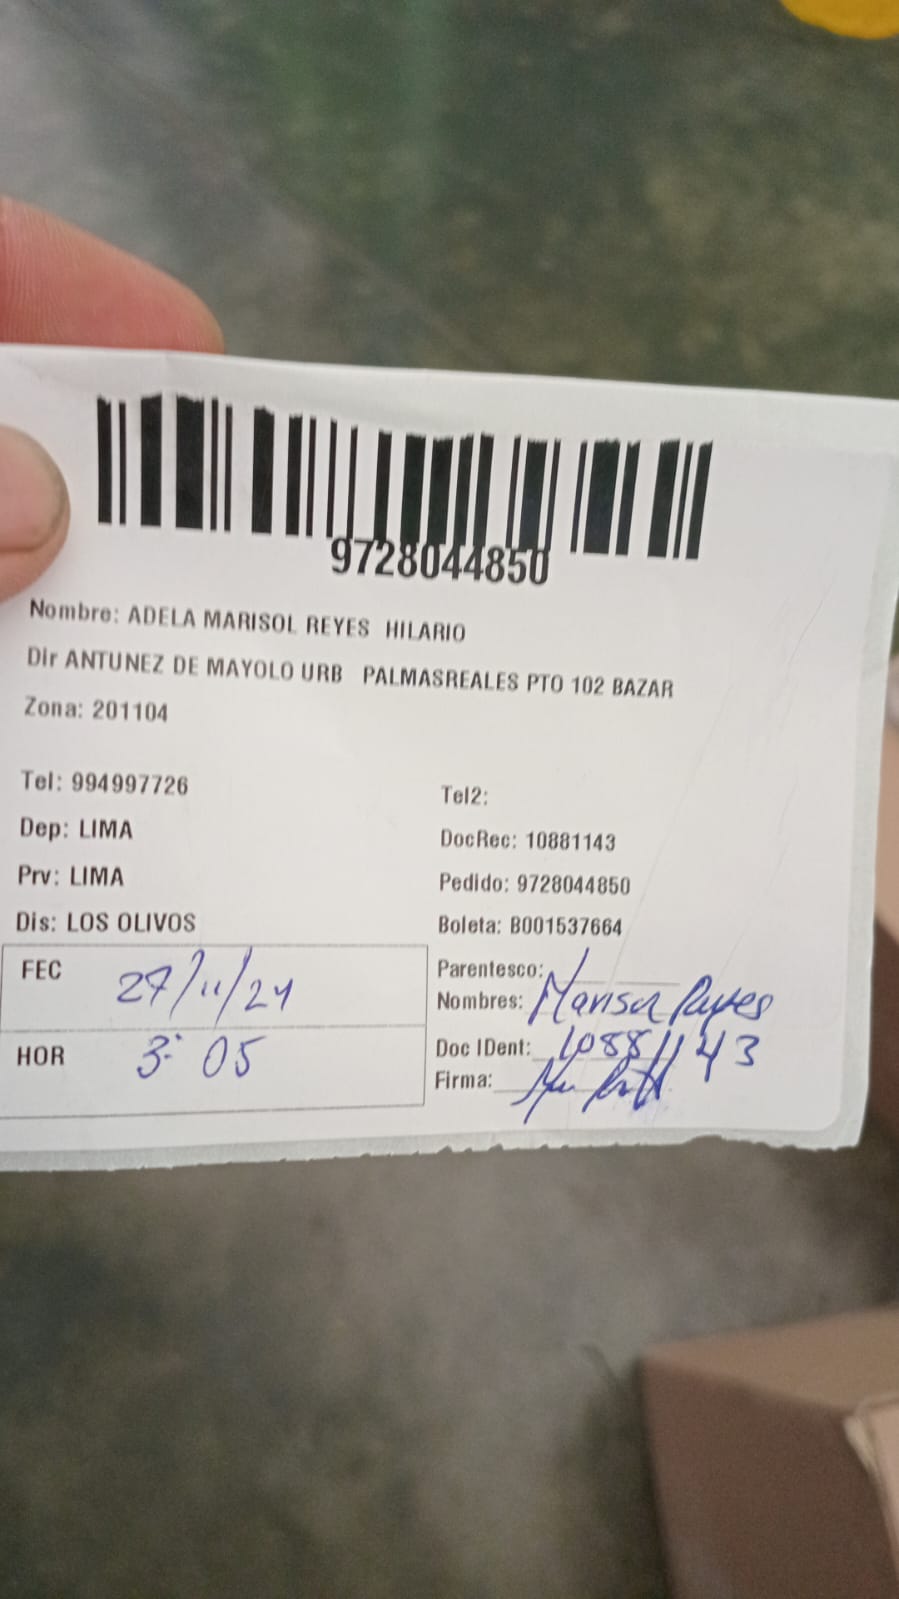 9728044850
Nombre: ADELA MARISOL REYES HILARIO
Dir ANTUNEZ DE MAYOLO URB PALMASREALES PTO 102 BAZAR
Zona: 201104
Tel: 994997726
Tel2:
Dep: LIMA
DocRec: 10881143
Prv: LIMA
Pedido: 9728044850
Dis: LOS OLIVOS
Boleta: B001537664
FEC 27/11/24
Parentesco:
Nombres: Marisol Reyes
HOR 3:05
Doc IDent: 10881143
Firma: